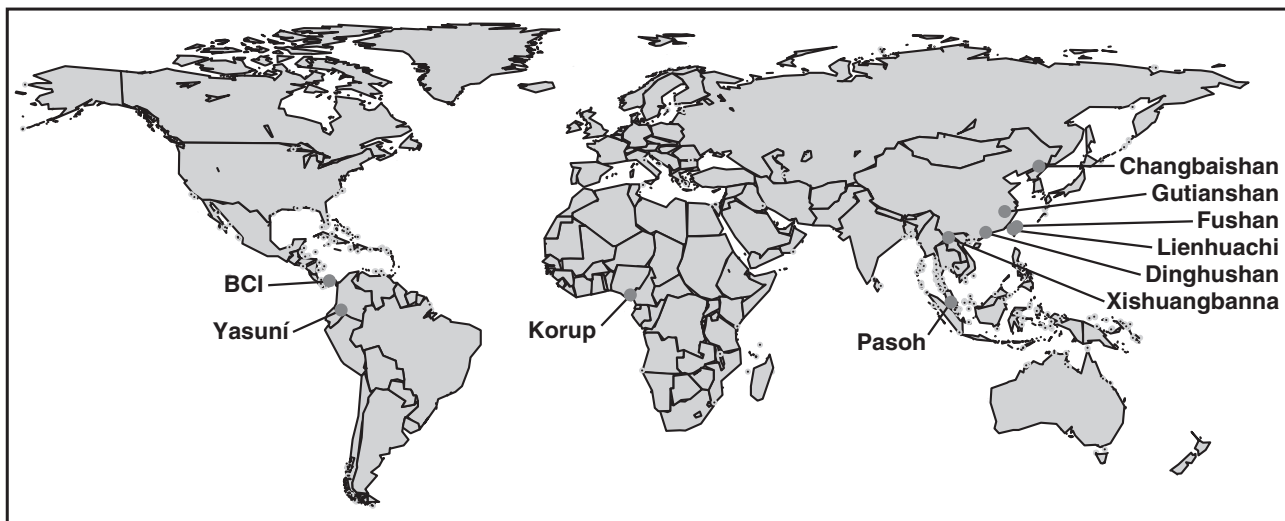 Changbaishan
Gutianshan
Fushan
Lienhuachi
Dinghushan
Xishuangbanna
BCI
Yasuní
Korup
Pasoh